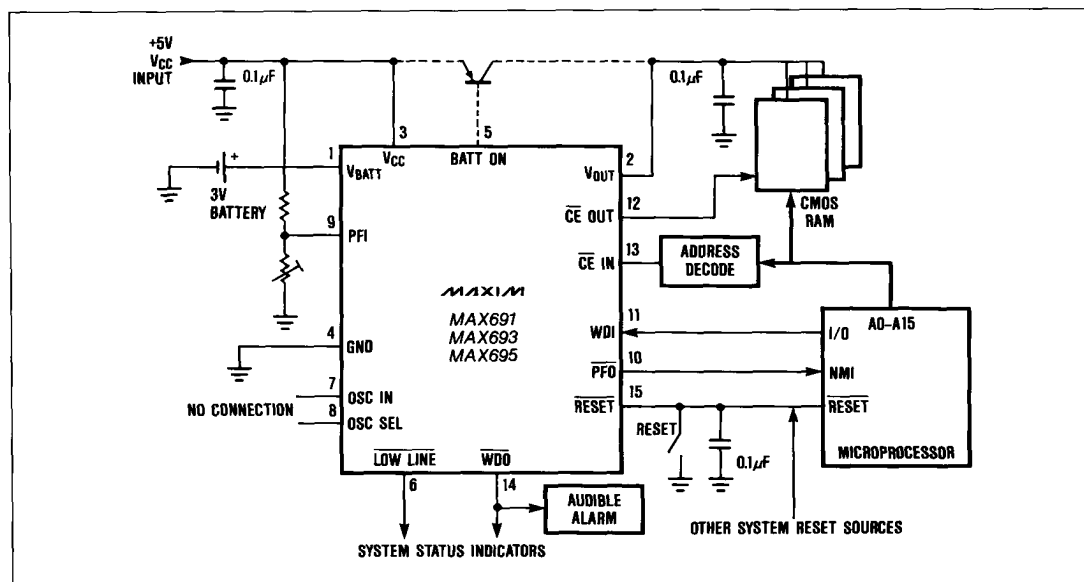 +5V
VCC
INPUT
0.1µF
0.1µF
3
5
1
VCC
BATT ON
2
VBATT
VOUT
+
3V
BATTERY
12
CE OUT
CMOS
RAM
9
PFI
13
CE IN
ADDRESS
DECODE
MAXIM
MAX691
MAX693
MAX695
A0-A15
11
WDI
I/O
4
GND
10
PFO
NMI
7
OSC IN
15
RESET
RESET
NO CONNECTION
8
OSC SEL
RESET
0.1µF
MICROPROCESSOR
LOW LINE
WDO
6
14
AUDIBLE
ALARM
OTHER SYSTEM RESET SOURCES
SYSTEM STATUS INDICATORS